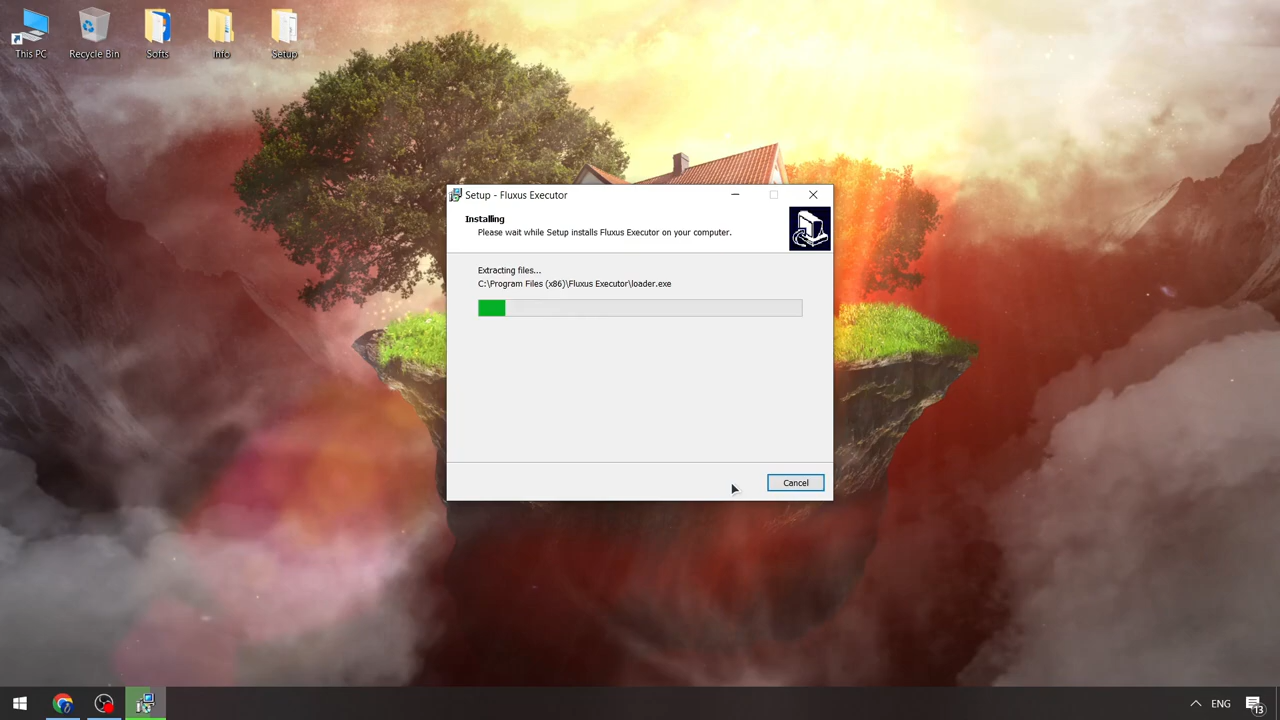 This PC
Recycle Bin
Softs
Info
Setup
Setup - Fluxus Executor
Installing
Please wait while Setup installs Fluxus Executor on your computer.
Extracting files...
C:\Program Files (x86)\Fluxus Executor\loader.exe
Cancel
ENG
13